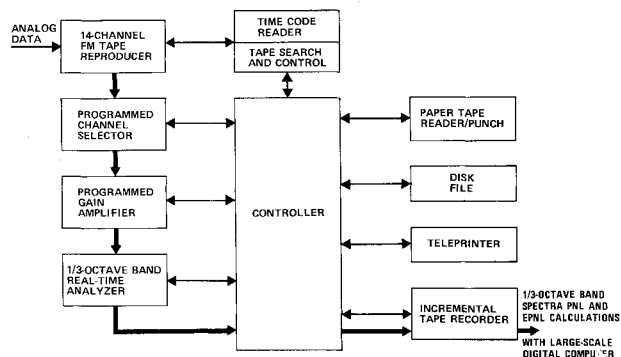 ANALOG
DATA
14-CHANNEL
FM TAPE
REPRODUCER
TIME CODE
READER
TAPE SEARCH
AND CONTROL
PROGRAMMED
CHANNEL
SELECTOR
PROGRAMMED
GAIN
AMPLIFIER
1/3-OCTAVE BAND
REAL-TIME
ANALYZER
CONTROLLER
PAPER TAPE
READER/PUNCH
DISK
FILE
TELEPRINTER
INCREMENTAL
TAPE RECORDER
1/3-OCTAVE BAND
SPECTRA PNL AND
EPNL CALCULATIONS
WITH LARGE-SCALE
DIGITAL COMPUTER